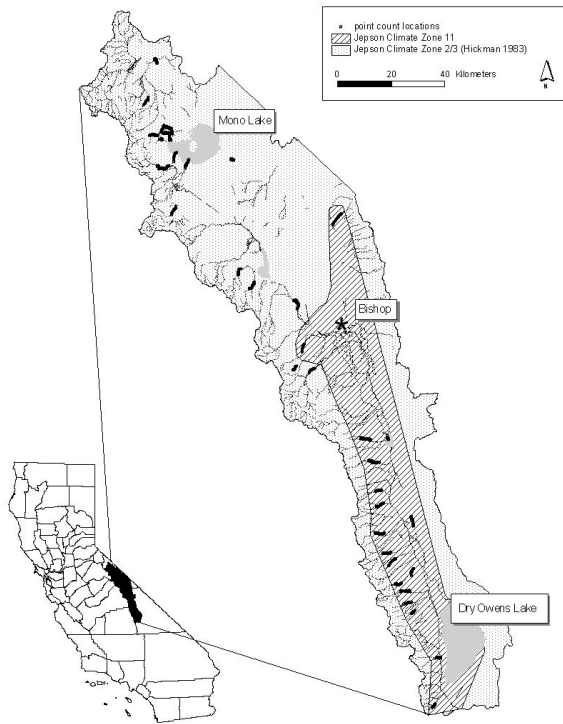 point count locations
Jepson Climate Zone 11
Jepson Climate Zone 2/3 (Hickman 1983)
0 20 40 Kilometers
N
Mono Lake
Bishop
Dry Owens Lake